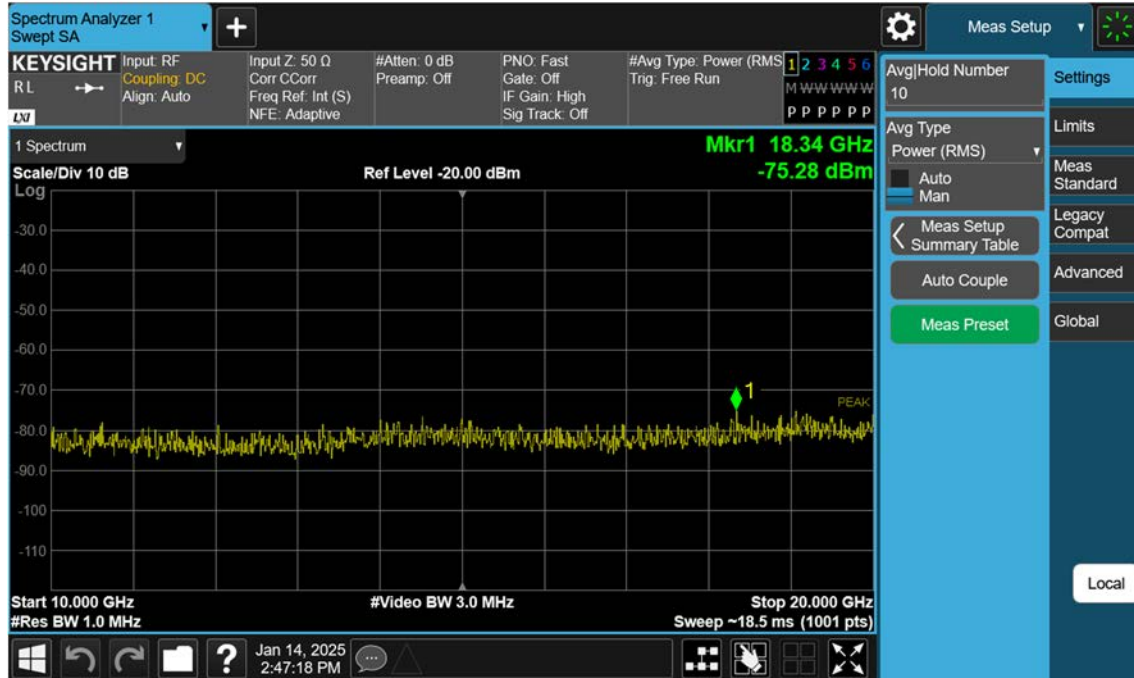 Spectrum Analyzer 1
Swept SA
Meas Setup
KEYSIGHT
R L
LXI
Input: RF
Coupling: DC
Align: Auto
Input Z: 50 Ω
Corr CCorr
Freq Ref: Int (S)
NFE: Adaptive
#Atten: 0 dB
Preamp: Off
PNO: Fast
Gate: Off
IF Gain: High
Sig Track: Off
#Avg Type: Power (RMS
Trig: Free Run
1 2 3 4 5 6
M W W W W W
P P P P P P
1 Spectrum
Mkr1 18.34 GHz
-75.28 dBm
Scale/Div 10 dB
Ref Level -20.00 dBm
Log
-30.0
-40.0
-50.0
-60.0
-70.0
-80.0
-90.0
-100
-110
1
PEAK
Start 10.000 GHz
#Video BW 3.0 MHz
Stop 20.000 GHz
#Res BW 1.0 MHz
Sweep ~18.5 ms (1001 pts)
Avg|Hold Number
10
Avg Type
Power (RMS)
Auto
Man
Meas Setup
Summary Table
Auto Couple
Meas Preset
Settings
Limits
Meas
Standard
Legacy
Compat
Advanced
Global
Local
?
Jan 14, 2025
2:47:18 PM